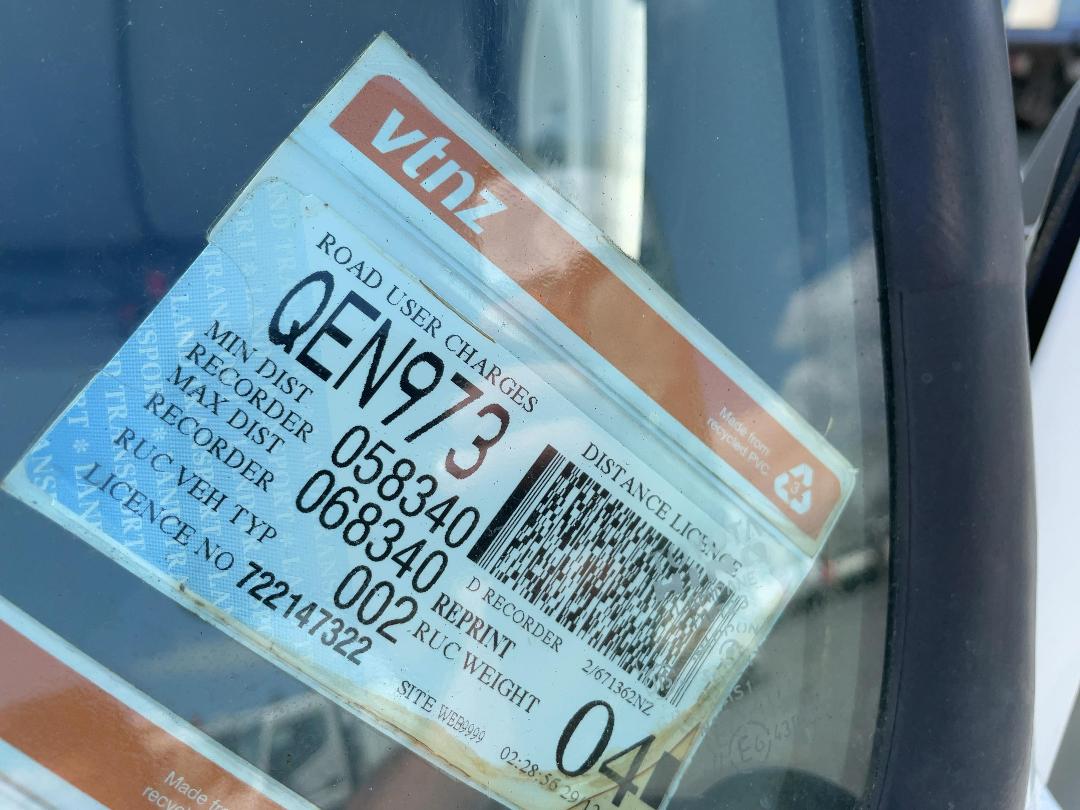 vtnz
Made from
recycled PVC
ROAD USER CHARGES
QEN973
DISTANCE LICENCE
MIN DIST
RECORDER 058340
MAX DIST
RECORDER 068340
D RECORDER 2/671362NZ
RUC VEH TYP 002 REPRINT
LICENCE NO 722147322 RUC WEIGHT 04
SITE WEB9999 02:28:56
Made from